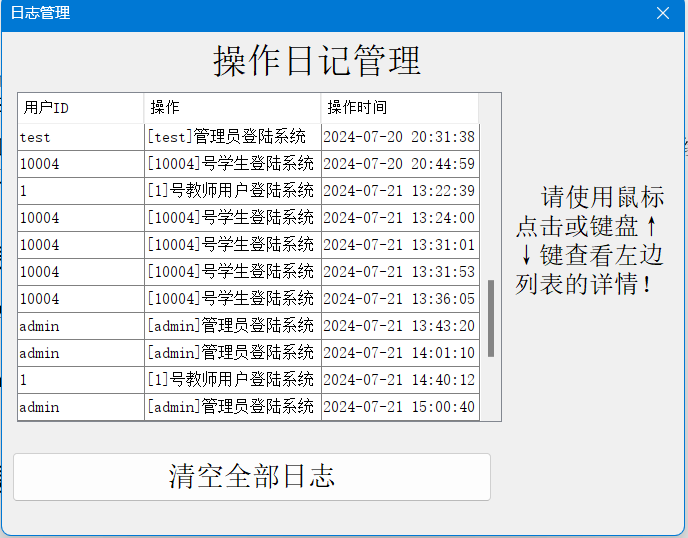 日志管理
操作日记管理
用户ID 操作 操作时间
test [test]管理员登陆系统 2024-07-20 20:31:38
10004 [10004]号学生登陆系统 2024-07-20 20:44:59
1 [1]号教师用户登陆系统 2024-07-21 13:22:39
10004 [10004]号学生登陆系统 2024-07-21 13:24:00
10004 [10004]号学生登陆系统 2024-07-21 13:31:01
10004 [10004]号学生登陆系统 2024-07-21 13:31:53
10004 [10004]号学生登陆系统 2024-07-21 13:36:05
admin [admin]管理员登陆系统 2024-07-21 13:43:20
admin [admin]管理员登陆系统 2024-07-21 14:01:10
1 [1]号教师用户登陆系统 2024-07-21 14:40:12
admin [admin]管理员登陆系统 2024-07-21 15:00:40
请使用鼠标
点击或键盘↑
↓键查看左边
列表的详情！
清空全部日志